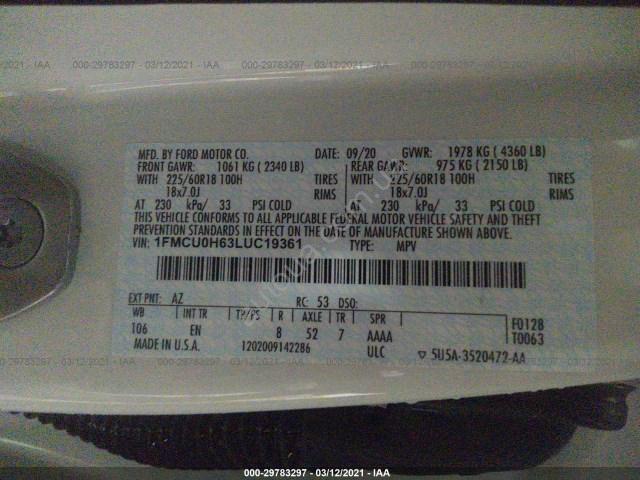 000-29783297 - 03/12/2021 - IAA
MFD. BY FORD MOTOR CO. DATE: 09/20 GVWR: 1978 KG ( 4360 LB)
FRONT GAWR: 1061 KG ( 2340 LB) REAR GAWR: 975 KG ( 2150 LB)
WITH 225/60R18 100H TIRES WITH 225/60R18 100H TIRES
18x7.0J RIMS 18x7.0J RIMS
AT 230 kPa/ 33 PSI COLD AT 230 kPa/ 33 PSI COLD
THIS VEHICLE CONFORMS TO ALL APPLICABLE FEDERAL MOTOR VEHICLE SAFETY AND THEFT
PREVENTION STANDARDS IN EFFECT ON THE DATE OF MANUFACTURE SHOWN ABOVE.
VIN: 1FMCU0H63LUC19361 TYPE: MPV
EXT PNT: AZ RC: 53 DSO:
WB INT TR TP/PS R AXLE TR SPR F0128
106 EN 8 52 7 AAAA T0063
MADE IN U.S.A. 1202009142286 ULC ▽ 5U5A-3520472-AA
000-29783297 - 03/12/2021 - IAA